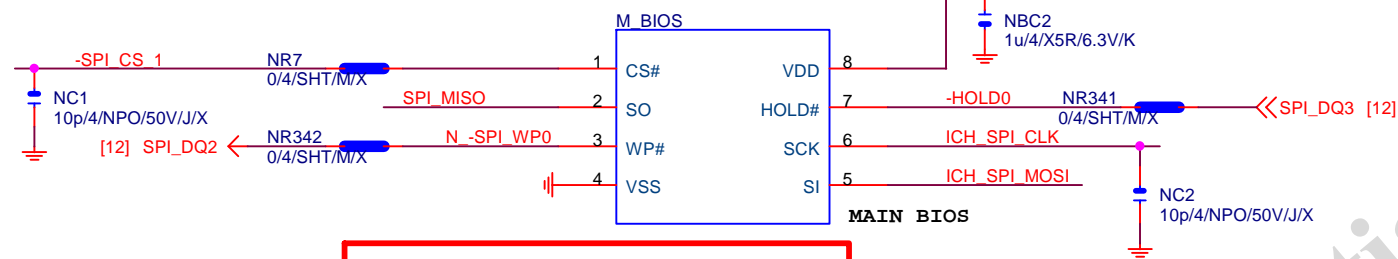 M_BIOS
NBC2
1u/4/X5R/6.3V/K
-SPI_CS_1
NR7
0/4/SHT/M/X
1
CS#
VDD
8
NC1
10p/4/NPO/50V/J/X
SPI_MISO
2
SO
HOLD#
7
-HOLD0
NR341
0/4/SHT/M/X
SPI_DQ3 [12]
[12] SPI_DQ2
NR342
0/4/SHT/M/X
N_-SPI_WP0
3
WP#
SCK
6
ICH_SPI_CLK
4
VSS
SI
5
ICH_SPI_MOSI
NC2
10p/4/NPO/50V/J/X
MAIN BIOS